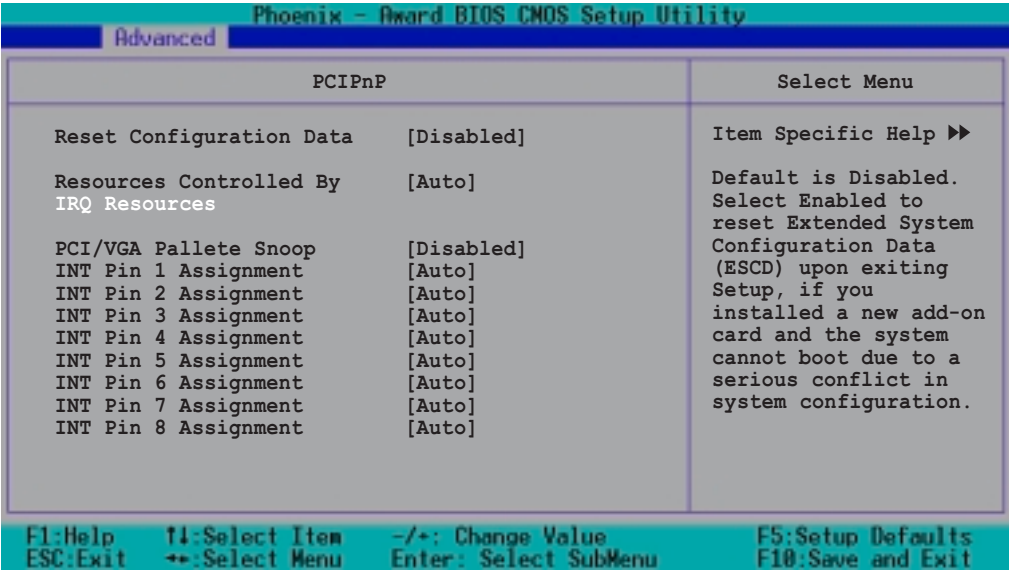 Phoenix - Award BIOS CMOS Setup Utility
Advanced
PCIPnP
Reset Configuration Data [Disabled]
Resources Controlled By [Auto]
IRQ Resources
PCI/VGA Pallete Snoop [Disabled]
INT Pin 1 Assignment [Auto]
INT Pin 2 Assignment [Auto]
INT Pin 3 Assignment [Auto]
INT Pin 4 Assignment [Auto]
INT Pin 5 Assignment [Auto]
INT Pin 6 Assignment [Auto]
INT Pin 7 Assignment [Auto]
INT Pin 8 Assignment [Auto]
Select Menu
Item Specific Help ▶▶
Default is Disabled.
Select Enabled to
reset Extended System
Configuration Data
(ESCD) upon exiting
Setup, if you
installed a new add-on
card and the system
cannot boot due to a
serious conflict in
system configuration.
F1:Help ↑↓:Select Item -/+: Change Value F5:Setup Defaults
ESC:Exit ←→:Select Menu Enter: Select SubMenu F10:Save and Exit